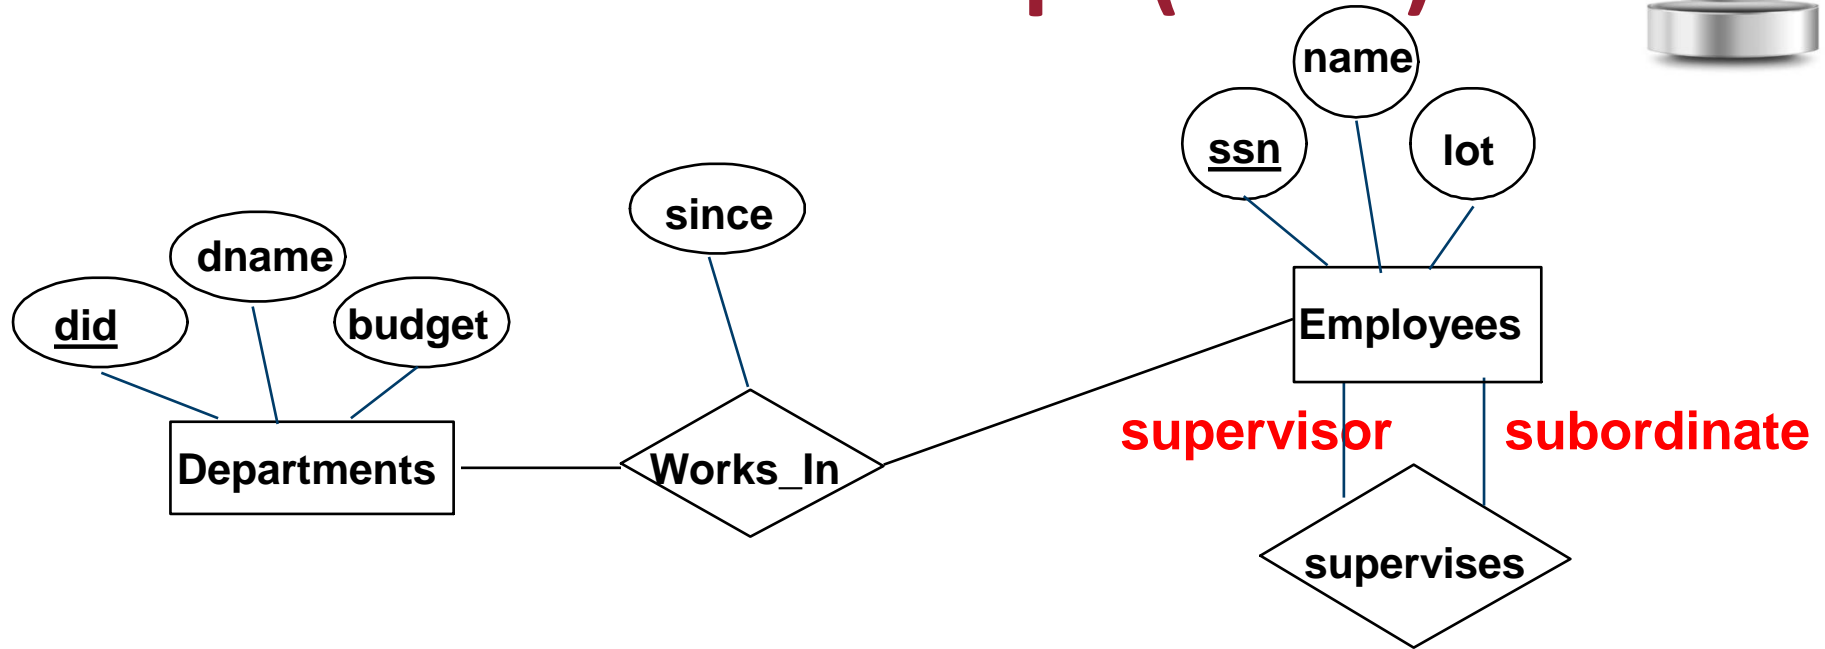 name
ssn
lot
since
dname
did
budget
Employees
supervisor
subordinate
Departments
Works_In
supervises